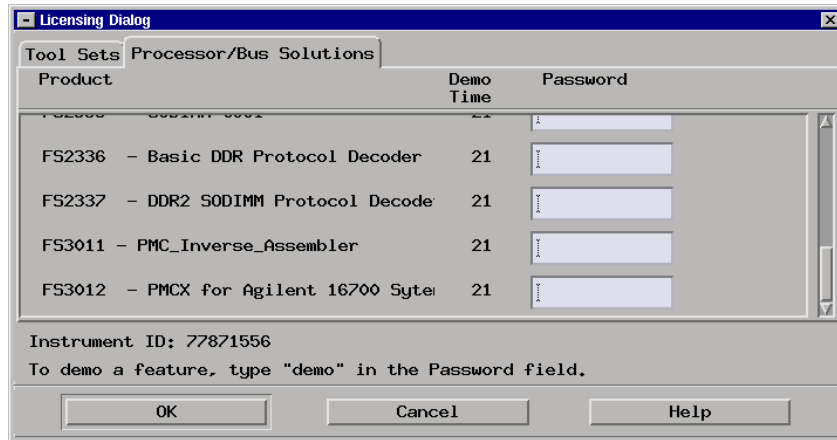 Licensing Dialog
Tool Sets Processor/Bus Solutions
Product Demo Time Password
21
FS2336 - Basic DDR Protocol Decoder 21
FS2337 - DDR2 SODIMM Protocol Decode 21
FS3011 - PMC_Inverse_Assembler 21
FS3012 - PMCX for Agilent 16700 Syte 21
Instrument ID: 77871556
To demo a feature, type "demo" in the Password field.
OK Cancel Help